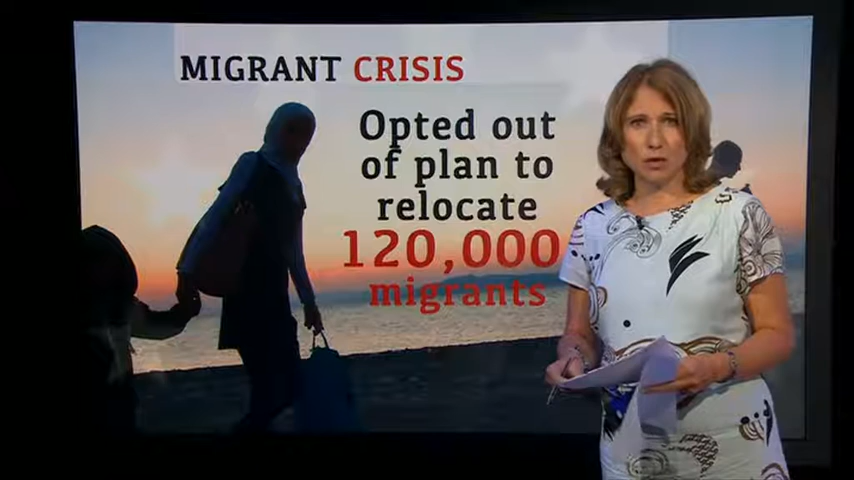 MIGRANT CRISIS
Opted out
of plan to
relocate
120,000
migrants